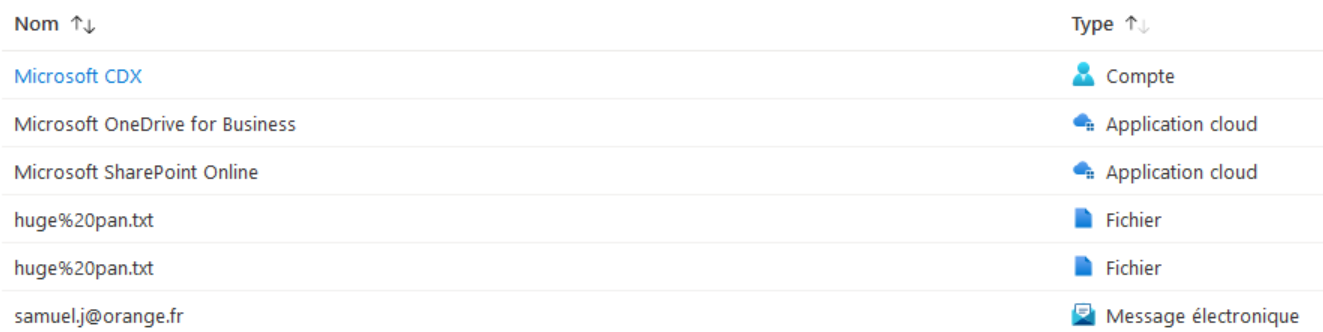 Nom ↑↓ Type ↑↓
Microsoft CDX Compte
Microsoft OneDrive for Business Application cloud
Microsoft SharePoint Online Application cloud
huge%20pan.txt Fichier
huge%20pan.txt Fichier
samuel.j@orange.fr Message électronique